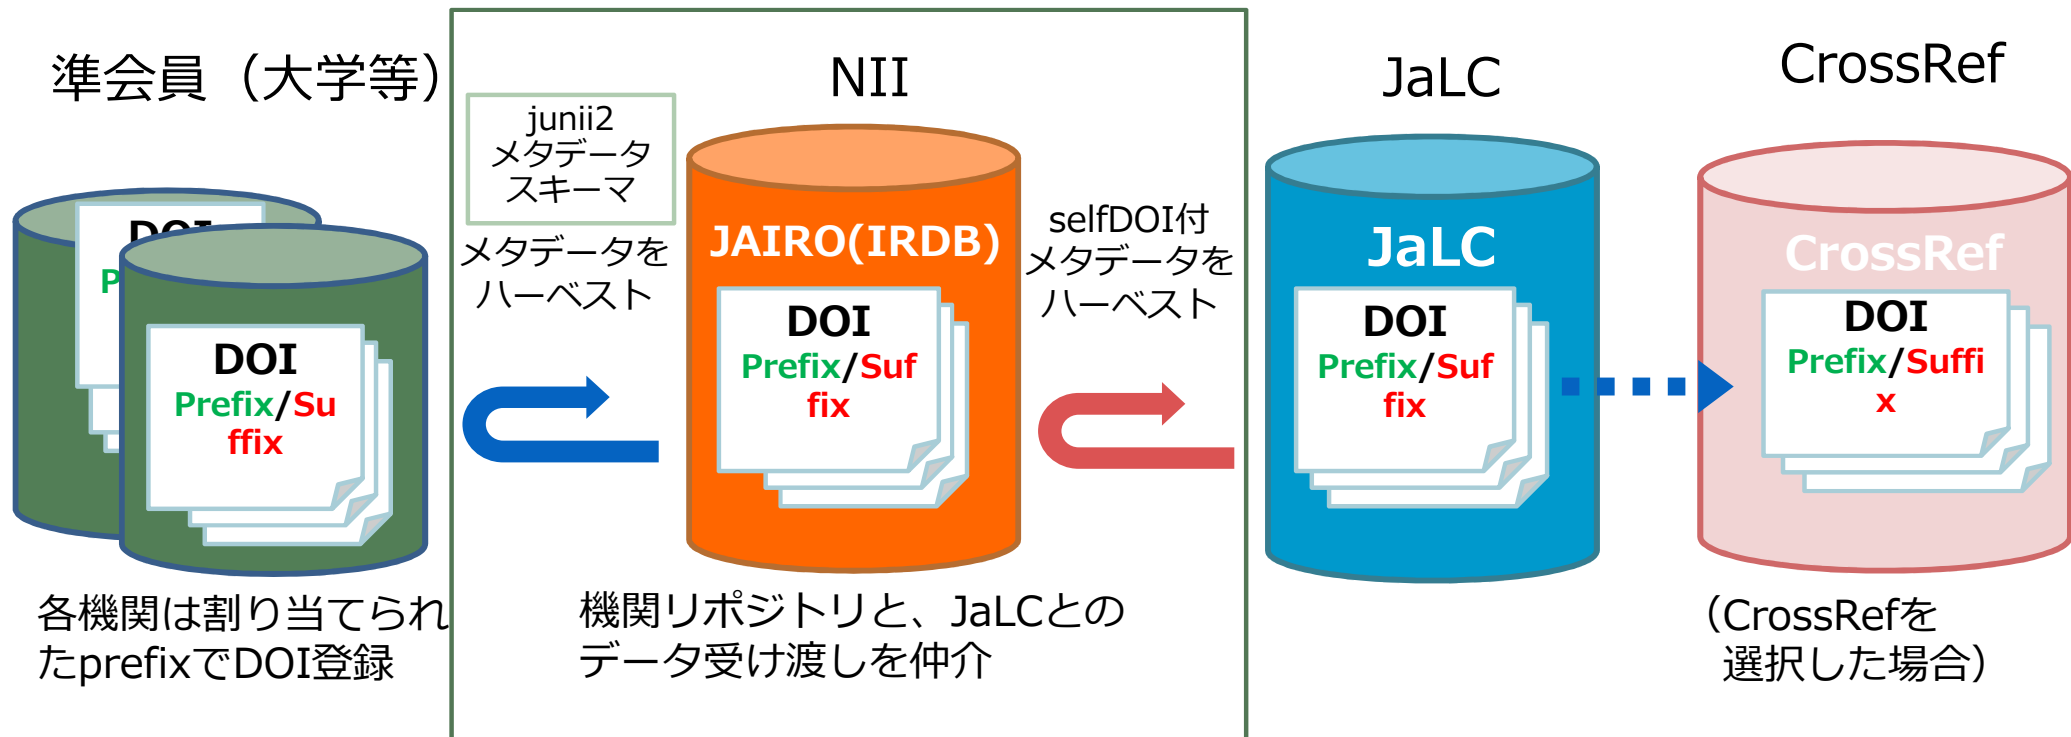 準会員（大学等）
DOI
P
DOI
Prefix/Su
ffix
各機関は割り当てられ
たprefixでDOI登録
NII
junii2
メタデータ
スキーマ
メタデータを
ハーベスト
JAIRO(IRDB)
DOI
Prefix/Suf
fix
selfDOI付
メタデータを
ハーベスト
機関リポジトリと、JaLCとの
データ受け渡しを仲介
JaLC
JaLC
DOI
Prefix/Suf
fix
CrossRef
CrossRef
DOI
Prefix/Suffi
x
（CrossRefを
選択した場合）